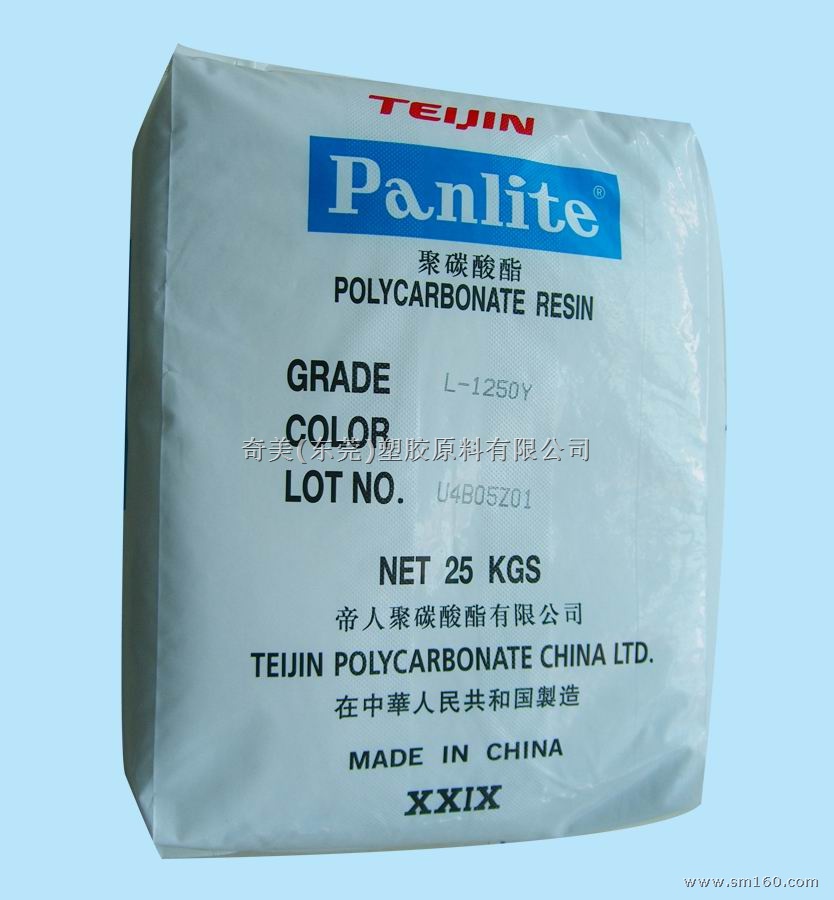 TEIJIN
Panlite®
聚碳酸酯
POLYCARBONATE RESIN
GRADE L-1250Y
COLOR
奇美(东莞)塑胶原料有限公司
LOT NO. U4B05Z01
NET 25 KGS
帝人聚碳酸酯有限公司
TEIJIN POLYCARBONATE CHINA LTD.
在中華人民共和国製造
MADE IN CHINA
XXIX
www.sm160.com